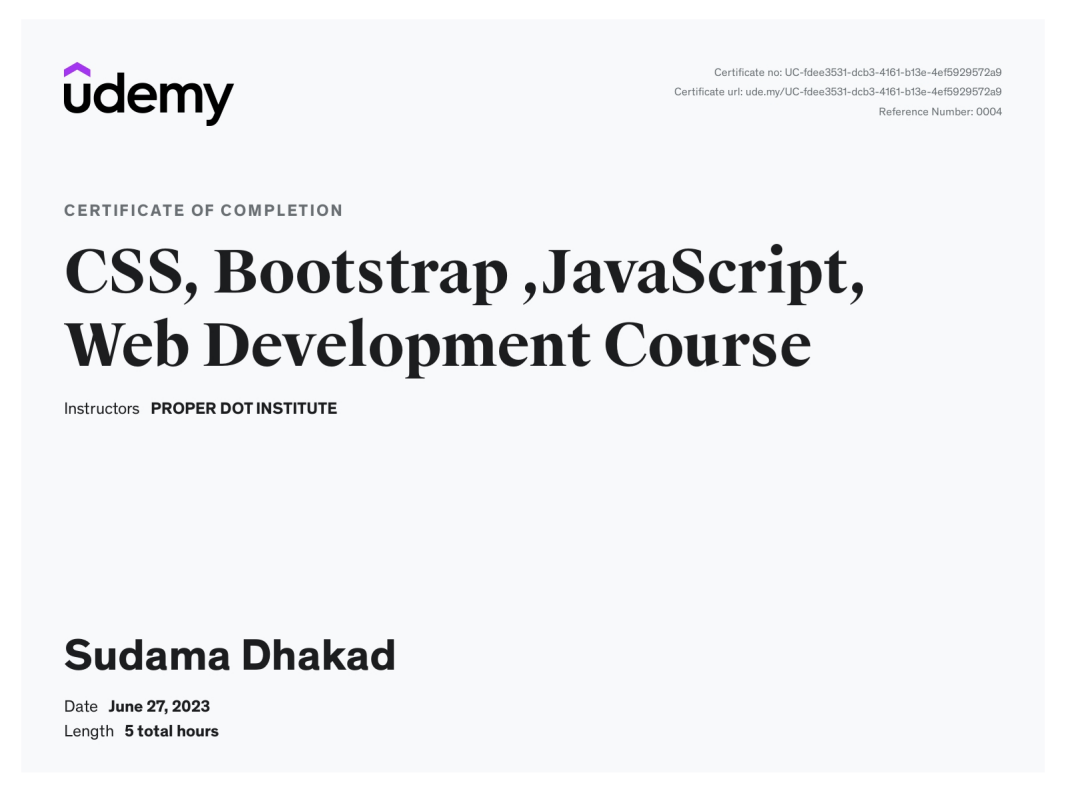 udemy
Certificate no: UC-fdee3531-dcb3-4161-b13e-4ef5929572a9
Certificate url: ude.my/UC-fdee3531-dcb3-4161-b13e-4ef5929572a9
Reference Number: 0004
CERTIFICATE OF COMPLETION
CSS, Bootstrap ,JavaScript,
Web Development Course
Instructors PROPER DOT INSTITUTE
Sudama Dhakad
Date June 27, 2023
Length 5 total hours